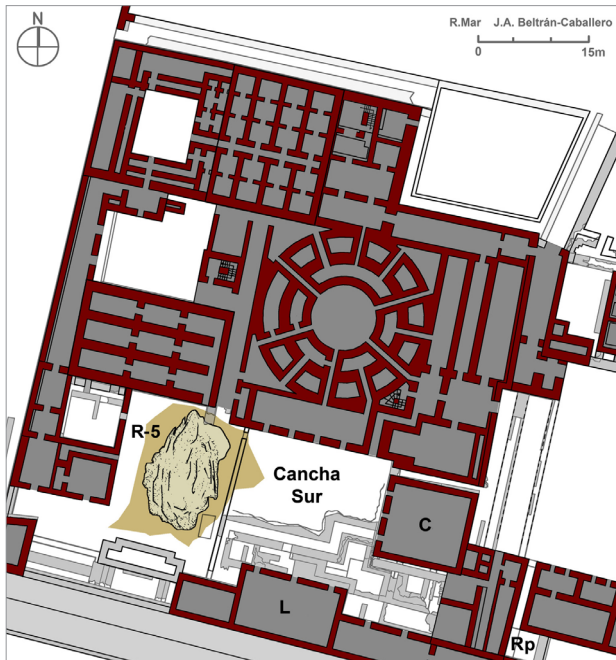 N
R.Mar J.A. Beltrán-Caballero
0 15m
R-5
Cancha
Sur
C
L
Rp